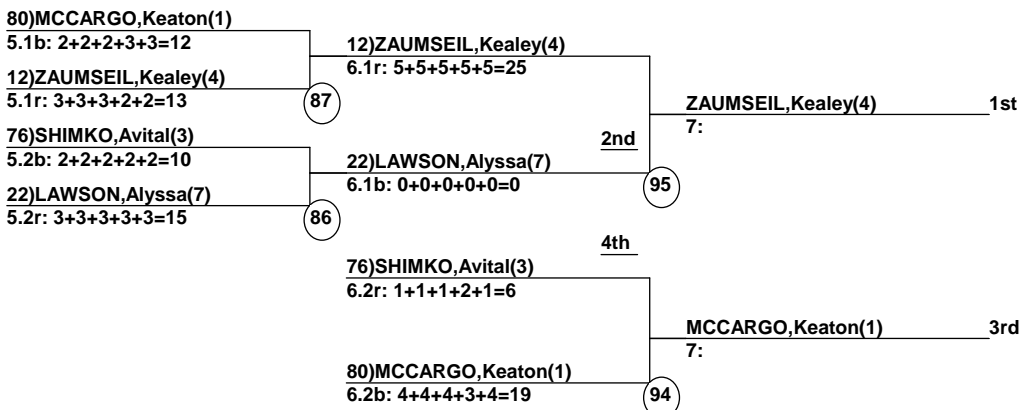 80)MCCARGO,Keaton(1)
5.1b: 2+2+2+3+3=12
12)ZAUMSEIL,Kealey(4)
5.1r: 3+3+3+2+2=13
87
76)SHIMKO,Avital(3)
5.2b: 2+2+2+2+2=10
22)LAWSON,Alyssa(7)
5.2r: 3+3+3+3+3=15
86
12)ZAUMSEIL,Kealey(4)
6.1r: 5+5+5+5+5=25
22)LAWSON,Alyssa(7)
6.1b: 0+0+0+0+0=0
2nd
95
ZAUMSEIL,Kealey(4) 1st
7:
4th
76)SHIMKO,Avital(3)
6.2r: 1+1+1+2+1=6
80)MCCARGO,Keaton(1)
6.2b: 4+4+4+3+4=19
94
MCCARGO,Keaton(1) 3rd
7: